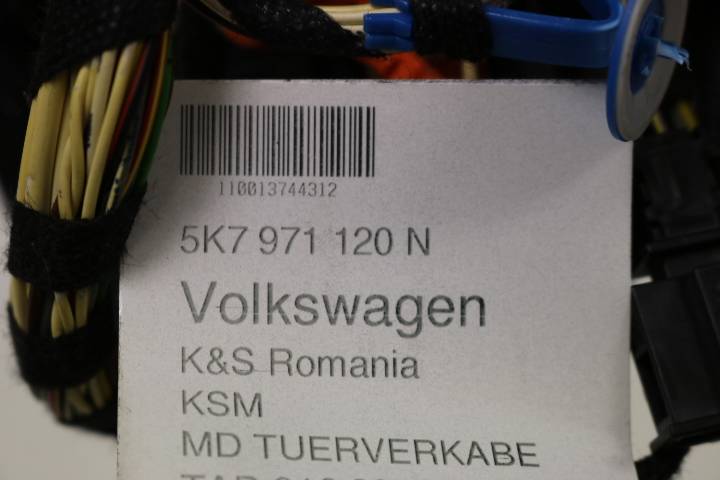 110013744312
5K7 971 120 N
Volkswagen
K&S Romania
KSM
MD TUERVERKABE